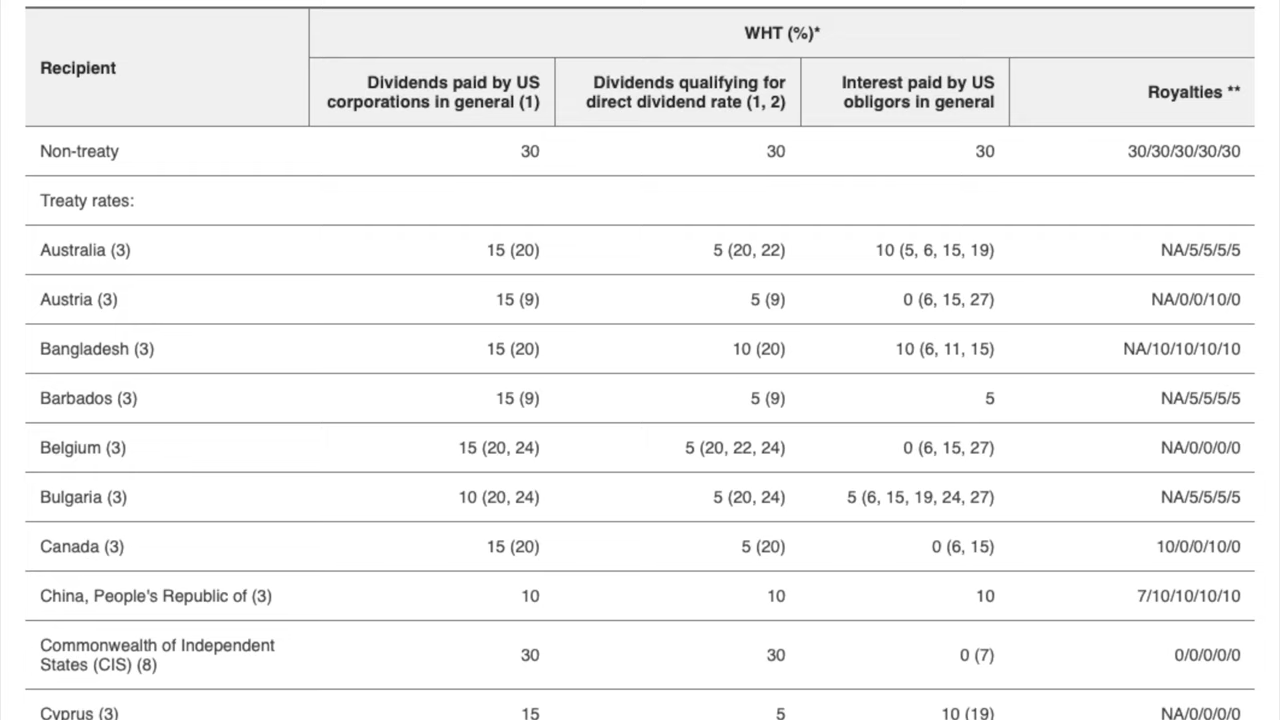 Recipient
WHT (%)*
Dividends paid by US
corporations in general (1)
Dividends qualifying for
direct dividend rate (1, 2)
Interest paid by US
obligors in general
Royalties **
Non-treaty 30 30 30 30/30/30/30/30
Treaty rates:
Australia (3) 15 (20) 5 (20, 22) 10 (5, 6, 15, 19) NA/5/5/5/5
Austria (3) 15 (9) 5 (9) 0 (6, 15, 27) NA/0/0/10/0
Bangladesh (3) 15 (20) 10 (20) 10 (6, 11, 15) NA/10/10/10/10
Barbados (3) 15 (9) 5 (9) 5 NA/5/5/5/5
Belgium (3) 15 (20, 24) 5 (20, 22, 24) 0 (6, 15, 27) NA/0/0/0/0
Bulgaria (3) 10 (20, 24) 5 (20, 24) 5 (6, 15, 19, 24, 27) NA/5/5/5/5
Canada (3) 15 (20) 5 (20) 0 (6, 15) 10/0/0/10/0
China, People's Republic of (3) 10 10 10 7/10/10/10/10
Commonwealth of Independent
States (CIS) (8) 30 30 0 (7) 0/0/0/0/0
Cyprus (3) 15 5 10 (19) NA/0/0/0/0